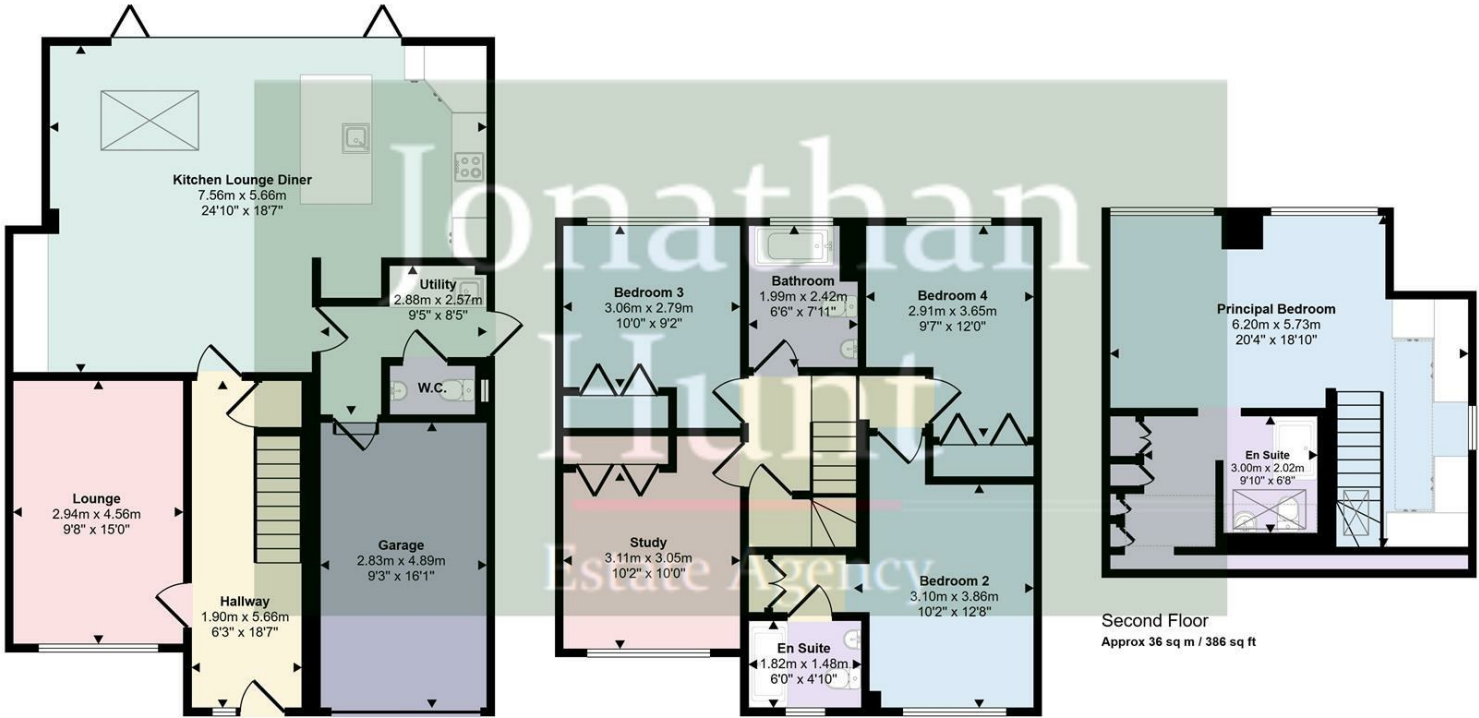 Kitchen Lounge Diner
7.56m x 5.66m
24'10" x 18'7"
Utility
2.88m x 2.57m
9'5" x 8'5"
W.C.
Lounge
2.94m x 4.56m
9'8" x 15'0"
Hallway
1.90m x 5.66m
6'3" x 18'7"
Garage
2.83m x 4.89m
9'3" x 16'1"
Jonathan
Hunt
Estate Agency
Bedroom 3
3.06m x 2.79m
10'0" x 9'2"
Bathroom
1.99m x 2.42m
6'6" x 7'11"
Bedroom 4
2.91m x 3.65m
9'7" x 12'0"
Study
3.11m x 3.05m
10'2" x 10'0"
Bedroom 2
3.10m x 3.86m
10'2" x 12'8"
En Suite
1.82m x 1.48m
6'0" x 4'10"
Principal Bedroom
6.20m x 5.73m
20'4" x 18'10"
En Suite
3.00m x 2.02m
9'10" x 6'8"
Second Floor
Approx 36 sq m / 386 sq ft